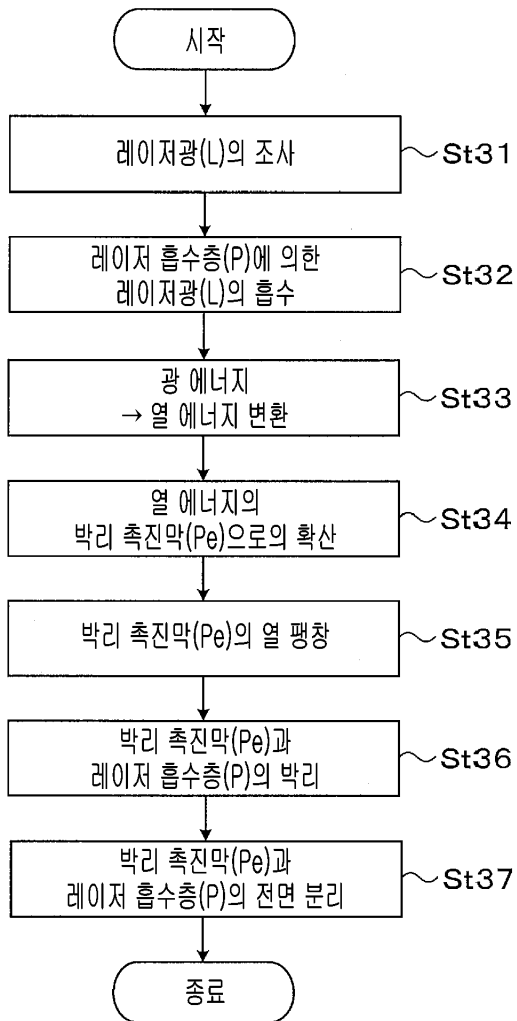 시작
레이저광(L)의 조사
St31
레이저 흡수층(P)에 의한
레이저광(L)의 흡수
St32
광 에너지
→ 열 에너지 변환
St33
열 에너지의
박리 촉진막(Pe)으로의 확산
St34
박리 촉진막(Pe)의 열 팽창
St35
박리 촉진막(Pe)과
레이저 흡수층(P)의 박리
St36
박리 촉진막(Pe)과
레이저 흡수층(P)의 전면 분리
St37
종료